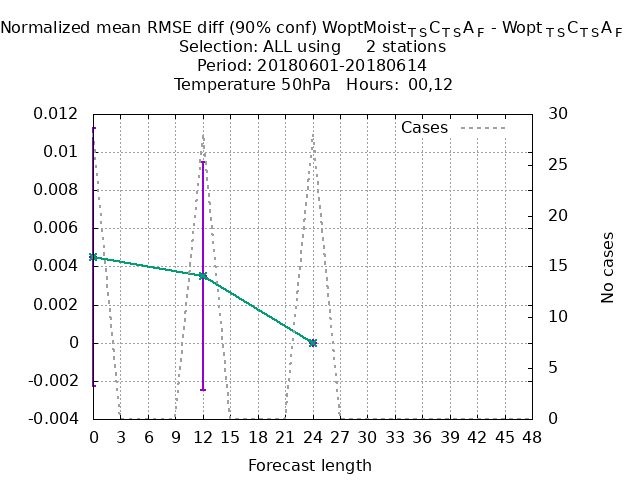 Normalized mean RMSE diff (90% conf) WoptMoist_TSC_TSA_F - Wopt_TSC_TSA_F
Selection: ALL using 2 stations
Period: 20180601-20180614
Temperature 50hPa Hours: 00,12
Cases
0.012
0.01
0.008
0.006
0.004
0.002
0
-0.002
-0.004
30
25
20
15
10
5
0
No cases
0 3 6 9 12 15 18 21 24 27 30 33 36 39 42 45 48
Forecast length